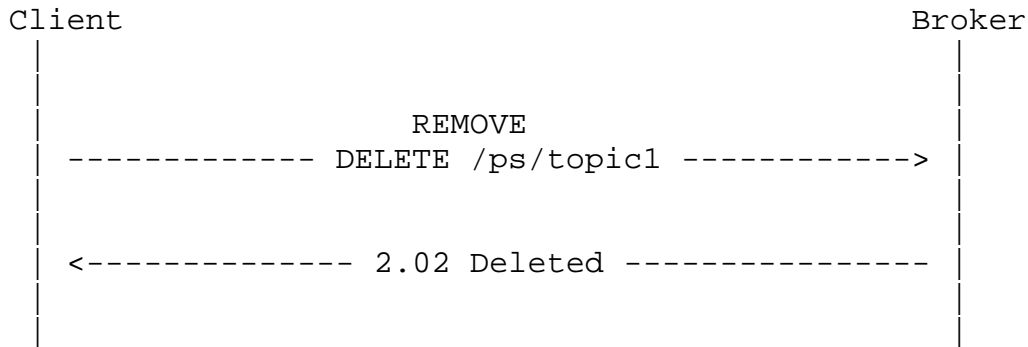 Client Broker
REMOVE
------------- DELETE /ps/topic1 ------------>
<-------------- 2.02 Deleted ----------------